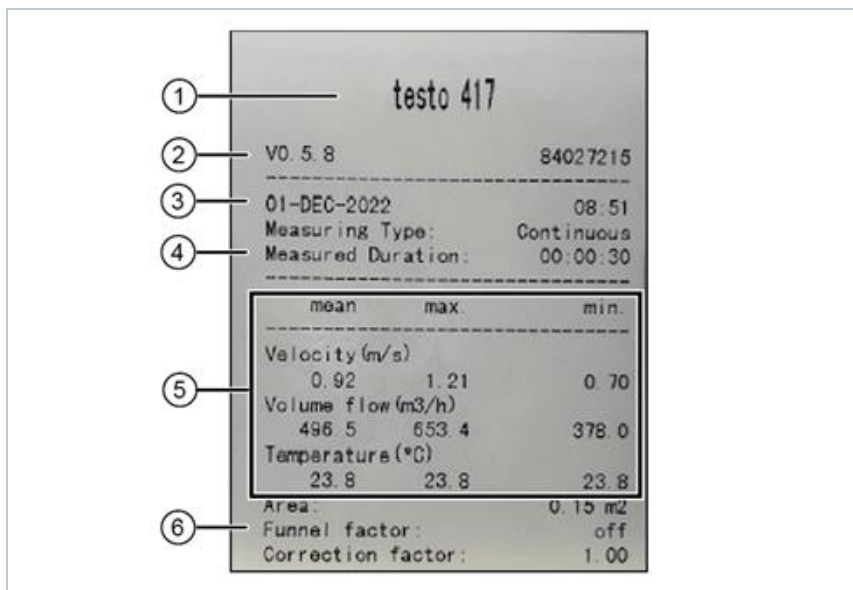 testo 417
① 
② V0.5.8 84027215
③ 01-DEC-2022 08:51
Measuring Type: Continuous
④ Measured Duration: 00:00:30
mean max. min.
Velocity(m/s)
⑤ 0.92 1.21 0.70
Volume flow(m3/h)
496.5 653.4 378.0
Temperature(°C)
23.8 23.8 23.8
Area: 0.15 m2
⑥ Funnel factor: off
Correction factor: 1.00